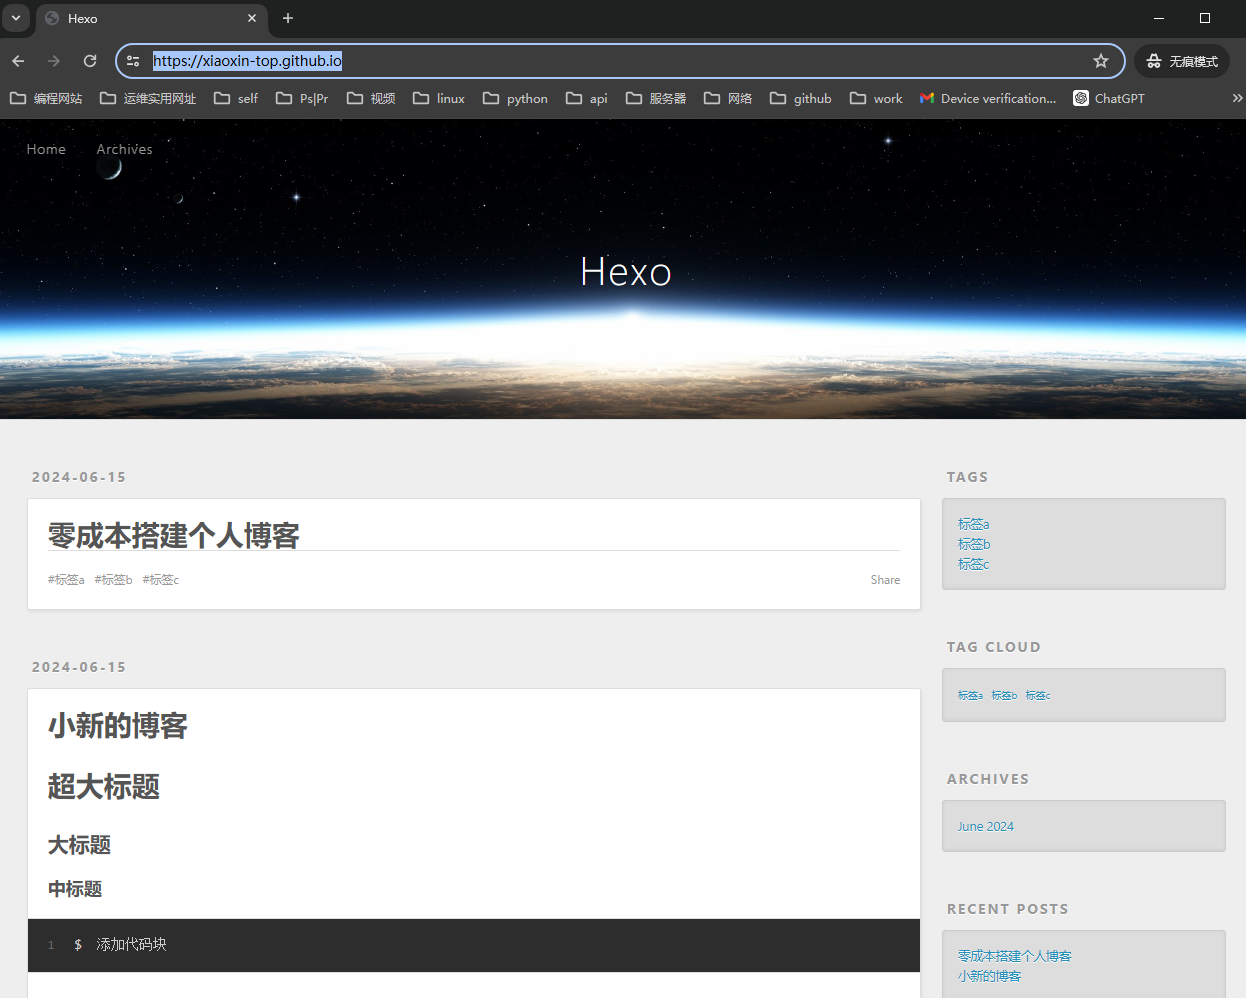 Hexo
https://xiaoxin-top.github.io
无痕模式
编程网站 运维实用网址 self Ps|Pr 视频 linux python api 服务器 网络 github work Device verification... ChatGPT
Home Archives
Hexo
2024-06-15
零成本搭建个人博客
#标签a #标签b #标签c Share
2024-06-15
小新的博客
超大标题
大标题
中标题
1 $ 添加代码块
TAGS
标签a
标签b
标签c
TAG CLOUD
标签a 标签b 标签c
ARCHIVES
June 2024
RECENT POSTS
零成本搭建个人博客
小新的博客